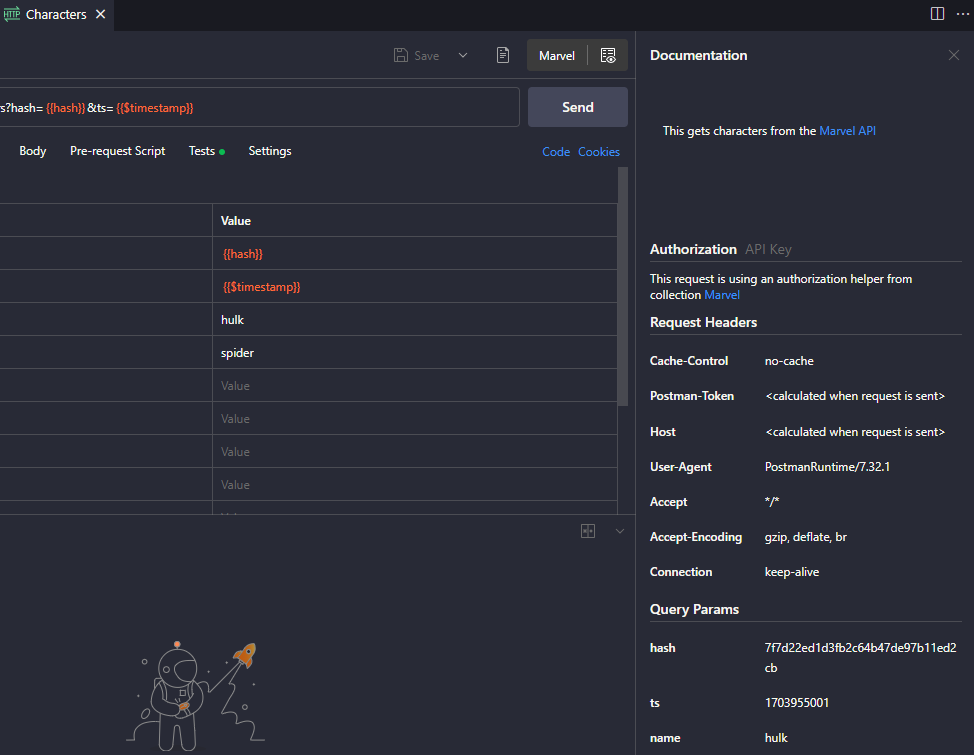 HTTP Characters
Save
Marvel
s?hash= {{hash}} &ts= {{$timestamp}}
Send
Body Pre-request Script Tests Settings
Code Cookies
Value
{{hash}}
{{$timestamp}}
hulk
spider
Value
Value
Value
Value
Documentation
This gets characters from the Marvel API
Authorization API Key
This request is using an authorization helper from
collection Marvel
Request Headers
Cache-Control no-cache
Postman-Token <calculated when request is sent>
Host <calculated when request is sent>
User-Agent PostmanRuntime/7.32.1
Accept */*
Accept-Encoding gzip, deflate, br
Connection keep-alive
Query Params
hash 7f7d22ed1d3fb2c64b47de97b11ed2
cb
ts 1703955001
name hulk